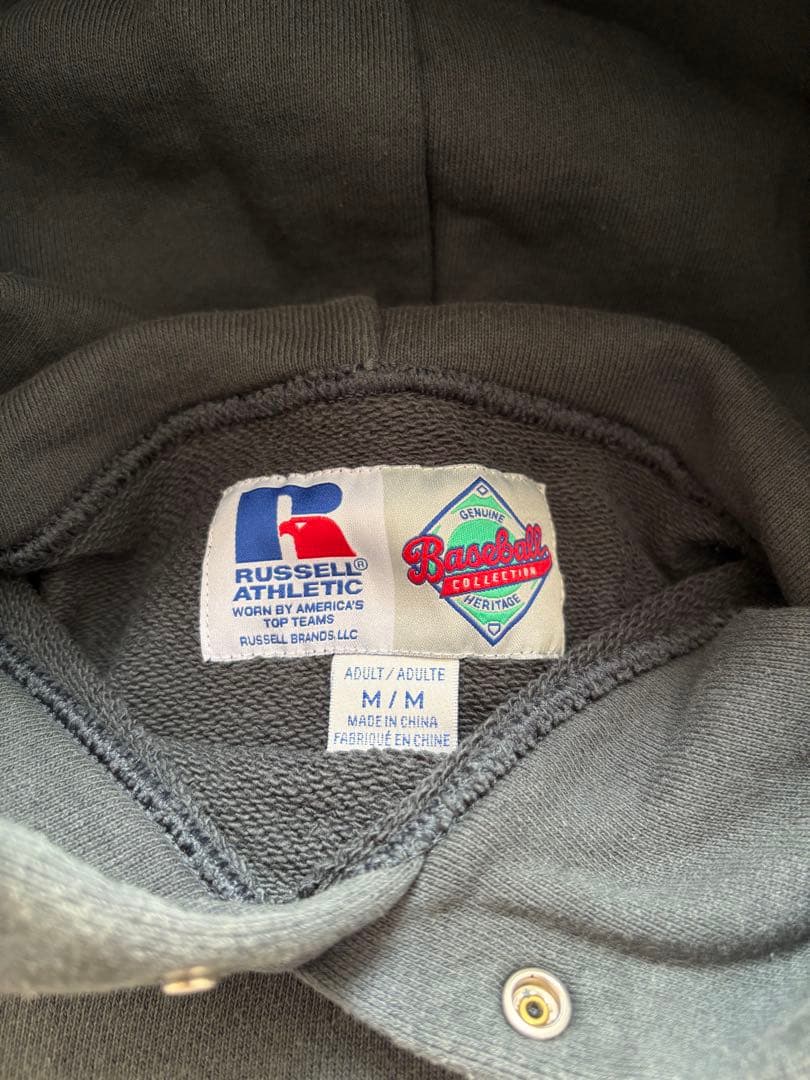 RUSSELL®
ATHLETIC
WORN BY AMERICA'S
TOP TEAMS
RUSSELL BRANDS, LLC
GENUINE
Baseball
COLLECTION
HERITAGE
ADULT / ADULTE
M / M
MADE IN CHINA
FABRIQUÉ EN CHINE